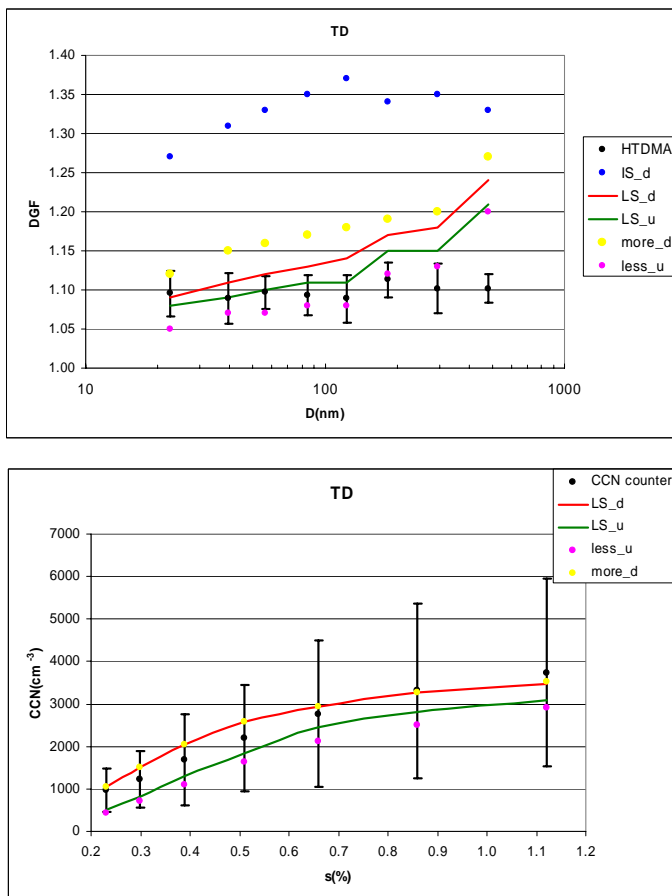 TD
1.40
1.35
1.30
1.25
1.20
1.15
1.10
1.05
1.00
DGF
10 100 1000
D(nm)
HTDMA
IS_d
LS_d
LS_u
more_d
less_u
TD
7000
6000
5000
4000
3000
2000
1000
0
CCN(cm⁻³)
0.2 0.3 0.4 0.5 0.6 0.7 0.8 0.9 1.0 1.1 1.2
s(%)
CCN counter
LS_d
LS_u
less_u
more_d